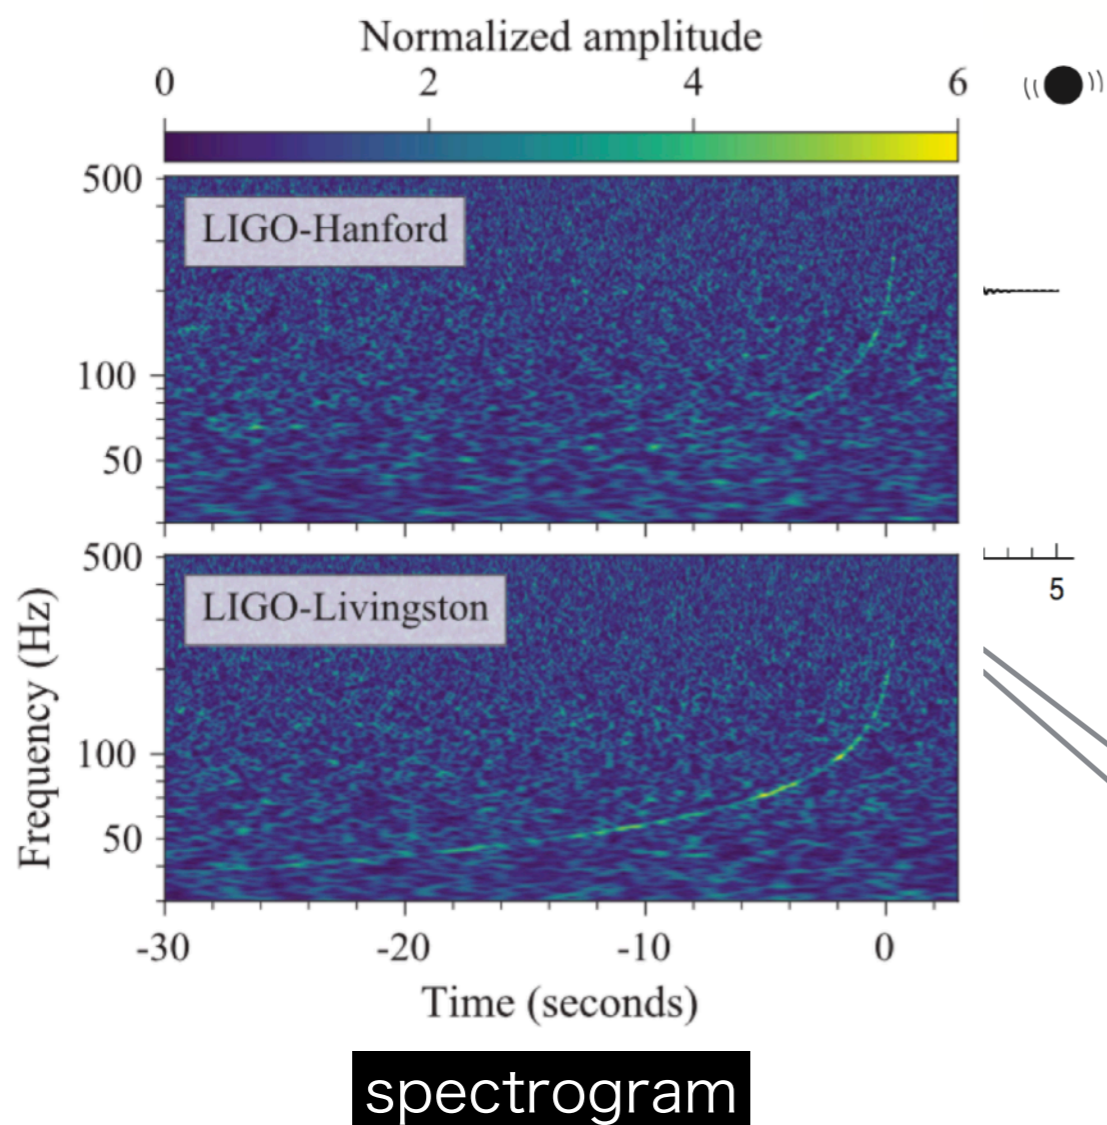 Normalized amplitude
0 2 4 6
500
LIGO-Hanford
100
50
500
LIGO-Livingston
5
100
50
Frequency (Hz)
-30 -20 -10 0
Time (seconds)
spectrogram